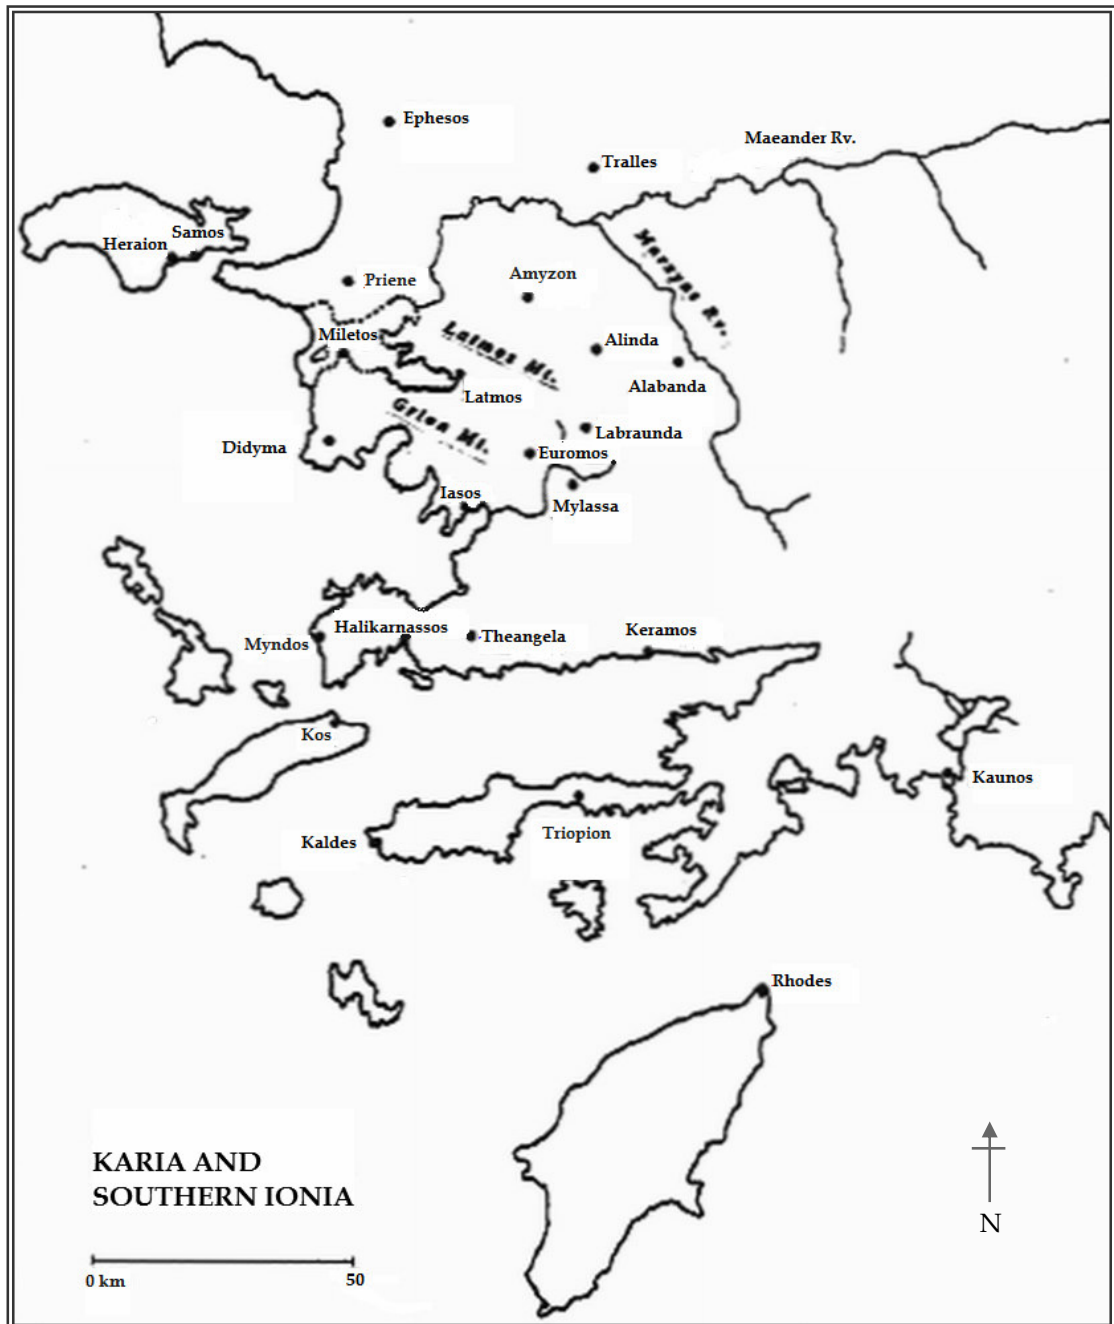 Ephesos
Maeander Rv.
Tralles
Samos
Heraion
Marsyas Rv.
Priene
Amyzon
Miletos
Latmos Mt.
Alinda
Alabanda
Latmos
Grion Mt.
Didyma
Labraunda
Euromos
Iasos
Mylassa
Halikarnassos
Keramos
Myndos
Theangela
Kos
Kaunos
Kaldes
Triopion
Rhodes
KARIA AND
SOUTHERN IONIA
N
0 km
50